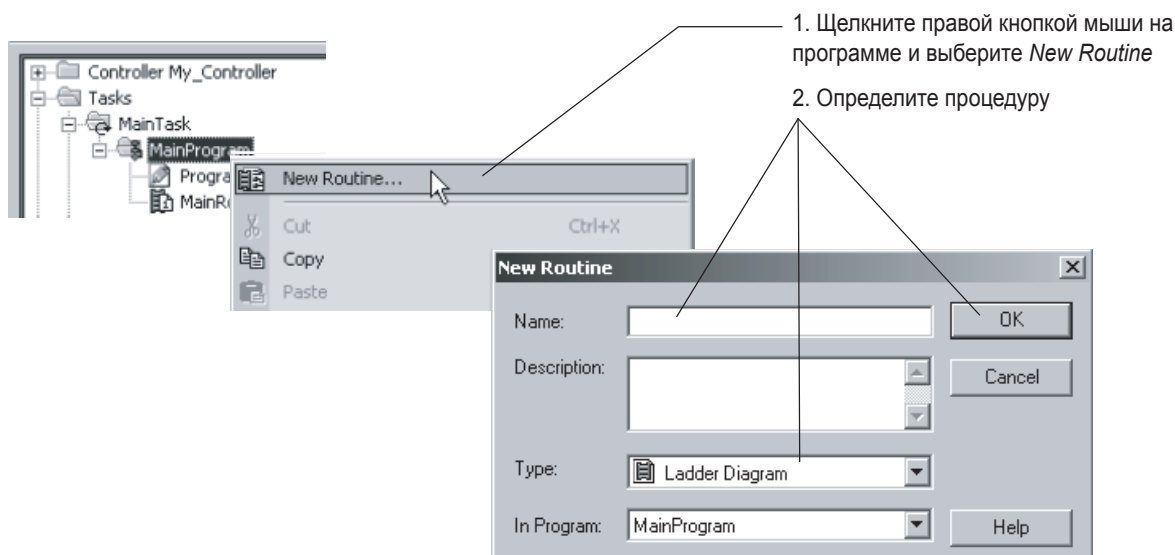 1. Щелкните правой кнопкой мыши на
программе и выберите New Routine
2. Определите процедуру
Controller My_Controller
Tasks
MainTask
MainProgram
New Routine...
Cut Ctrl+X
Copy
Paste
New Routine
Name:
OK
Description:
Cancel
Type: Ladder Diagram
In Program: MainProgram
Help